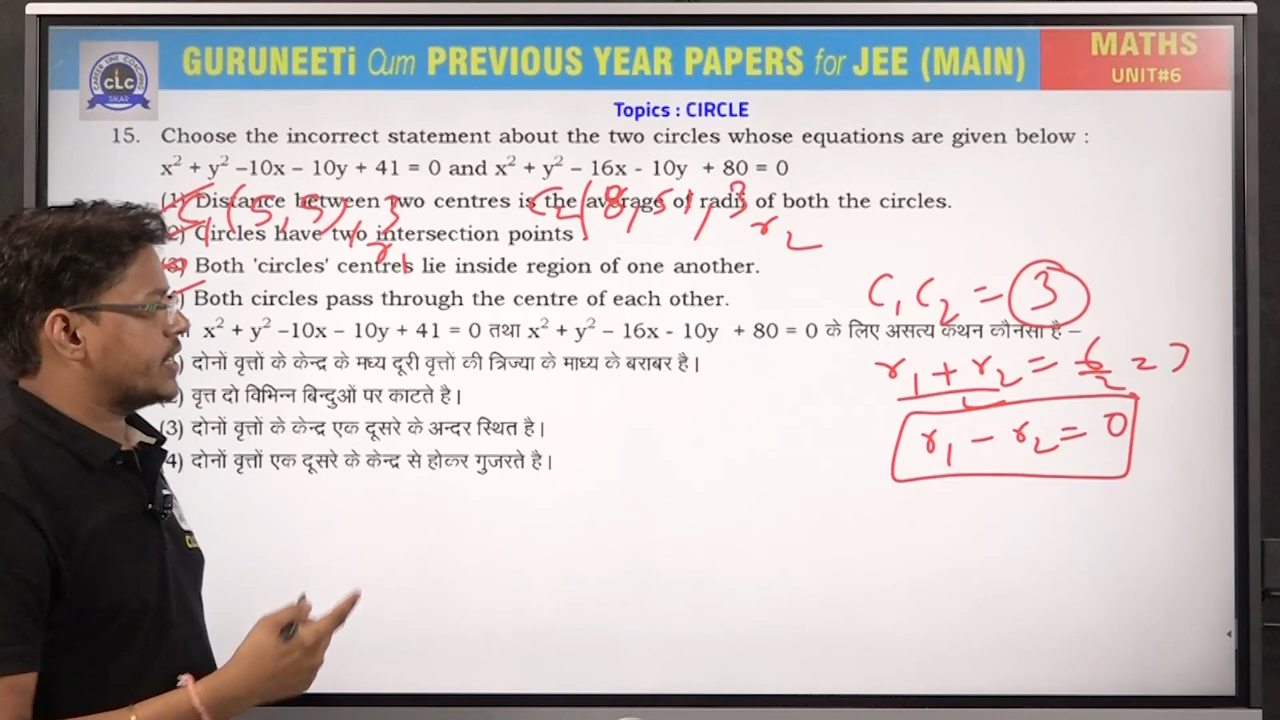 GURUNEETi Cum PREVIOUS YEAR PAPERS for JEE (MAIN)
MATHS
UNIT#6
CLC
SIKAR
Topics : CIRCLE
15. Choose the incorrect statement about the two circles whose equations are given below :
x² + y² –10x – 10y + 41 = 0 and x² + y² – 16x - 10y + 80 = 0
(1) Distance between two centres is the average of radii of both the circles.
C₁ (5, 5), 3 r₁
C₂ (8, 5), 3 r₂
2) Circles have two intersection points .
(3) Both 'circles' centres lie inside region of one another.
) Both circles pass through the centre of each other.
C₁ C₂ = 3
x² + y² –10x – 10y + 41 = 0 तथा x² + y² – 16x - 10y + 80 = 0 के लिए असत्य कथन कौनसा है –
) दोनों वृत्तों के केन्द्र के मध्य दूरी वृत्तों की त्रिज्या के माध्य के बराबर है।
r₁ + r₂ = 6/2 = 3
2) वृत्त दो विभिन्न बिन्दुओं पर काटते है।
(3) दोनों वृत्तों के केन्द्र एक दूसरे के अन्दर स्थित है।
r₁ – r₂ = 0
4) दोनों वृत्तों एक दूसरे के केन्द्र से होकर गुजरते है।